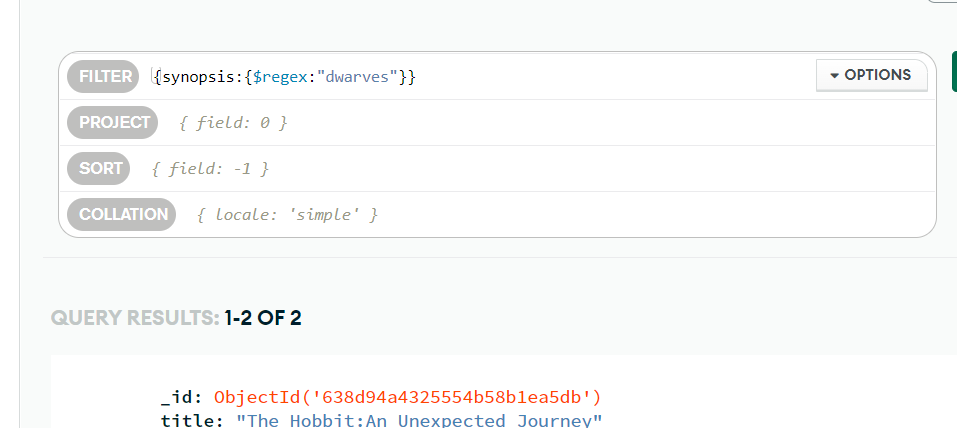 FILTER {synopsis:{$regex:"dwarves"}} OPTIONS
PROJECT { field: 0 }
SORT { field: -1 }
COLLATION { locale: 'simple' }
QUERY RESULTS: 1-2 OF 2
_id: ObjectId('638d94a4325554b58b1ea5db')
title: "The Hobbit:An Unexpected Journey"